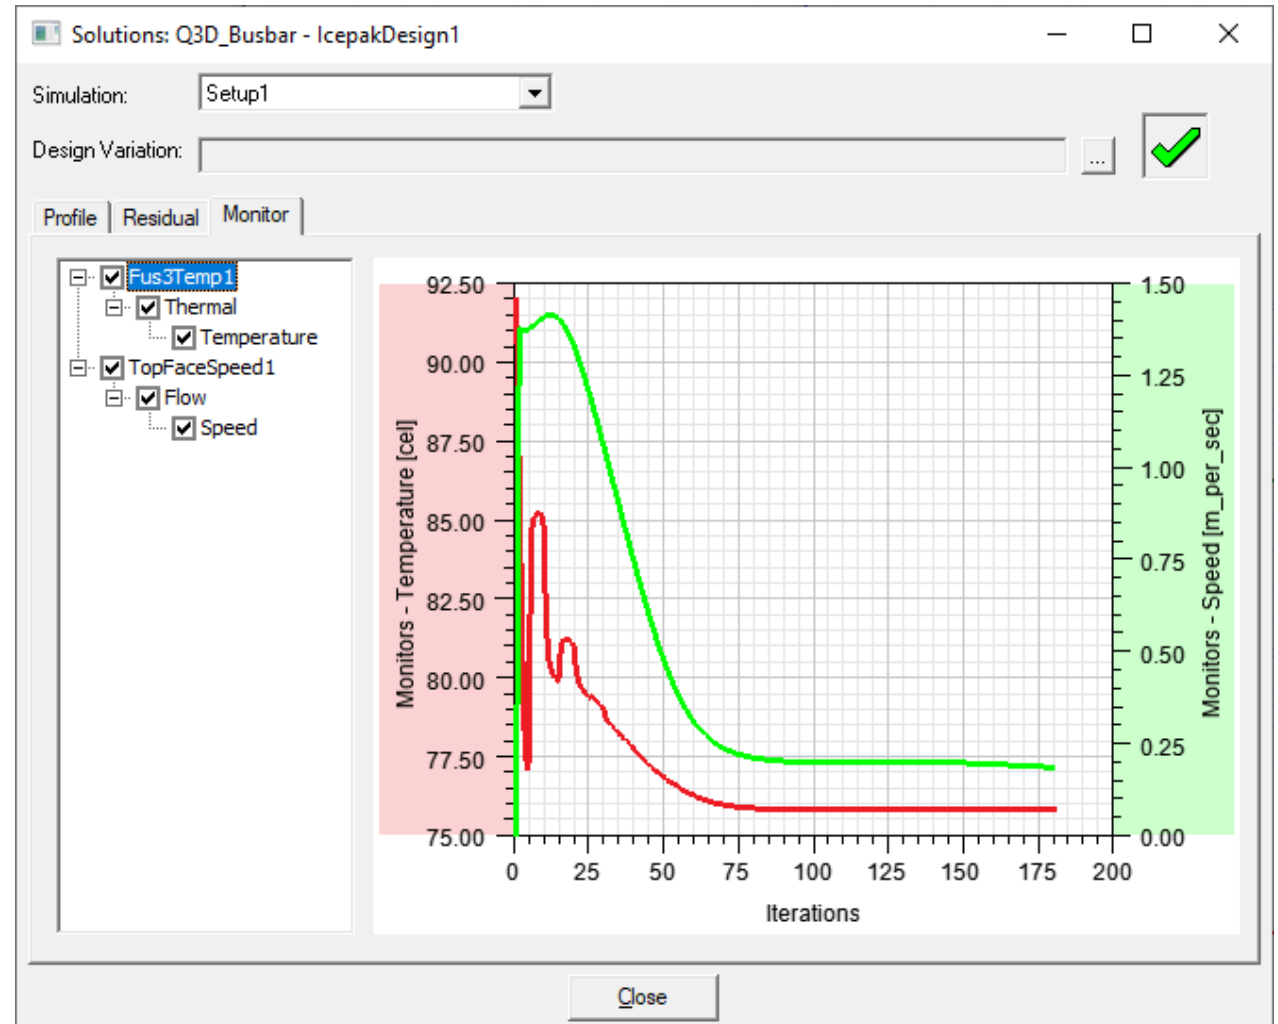 Solutions: Q3D_Busbar - IcepakDesign1
Simulation:
Setup1
Design Variation:
...
Profile
Residual
Monitor
Fus3Temp1
Thermal
Temperature
TopFaceSpeed1
Flow
Speed
Monitors - Temperature [cel]
92.50
90.00
87.50
85.00
82.50
80.00
77.50
75.00
1.50
1.25
1.00
0.75
0.50
0.25
0.00
Monitors - Speed [m_per_sec]
0 25 50 75 100 125 150 175 200
Iterations
Close